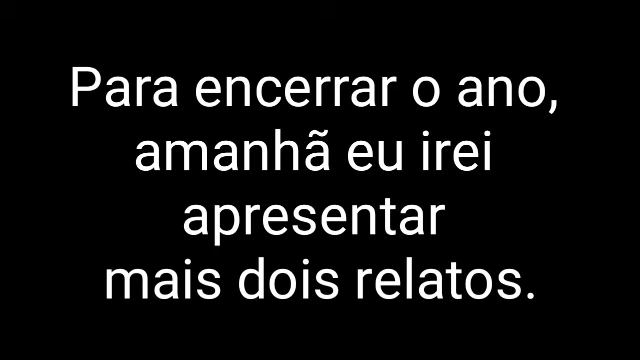 Para encerrar o ano,
amanhã eu irei
apresentar
mais dois relatos.